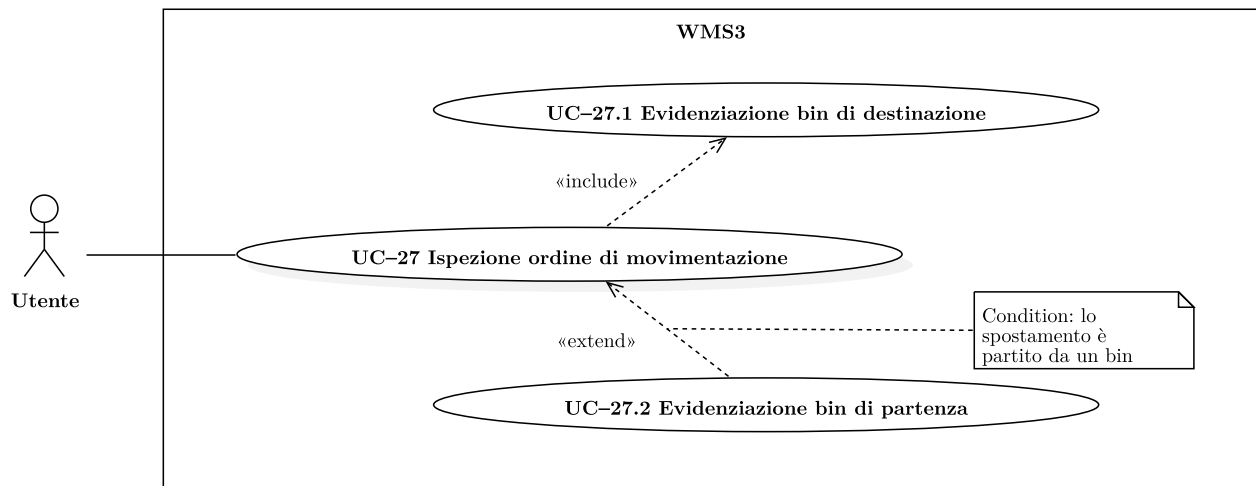 WMS3
UC–27.1 Evidenziazione bin di destinazione
«include»
UC–27 Ispezione ordine di movimentazione
Utente
Condition: lo
spostamento è
partito da un bin
«extend»
UC–27.2 Evidenziazione bin di partenza